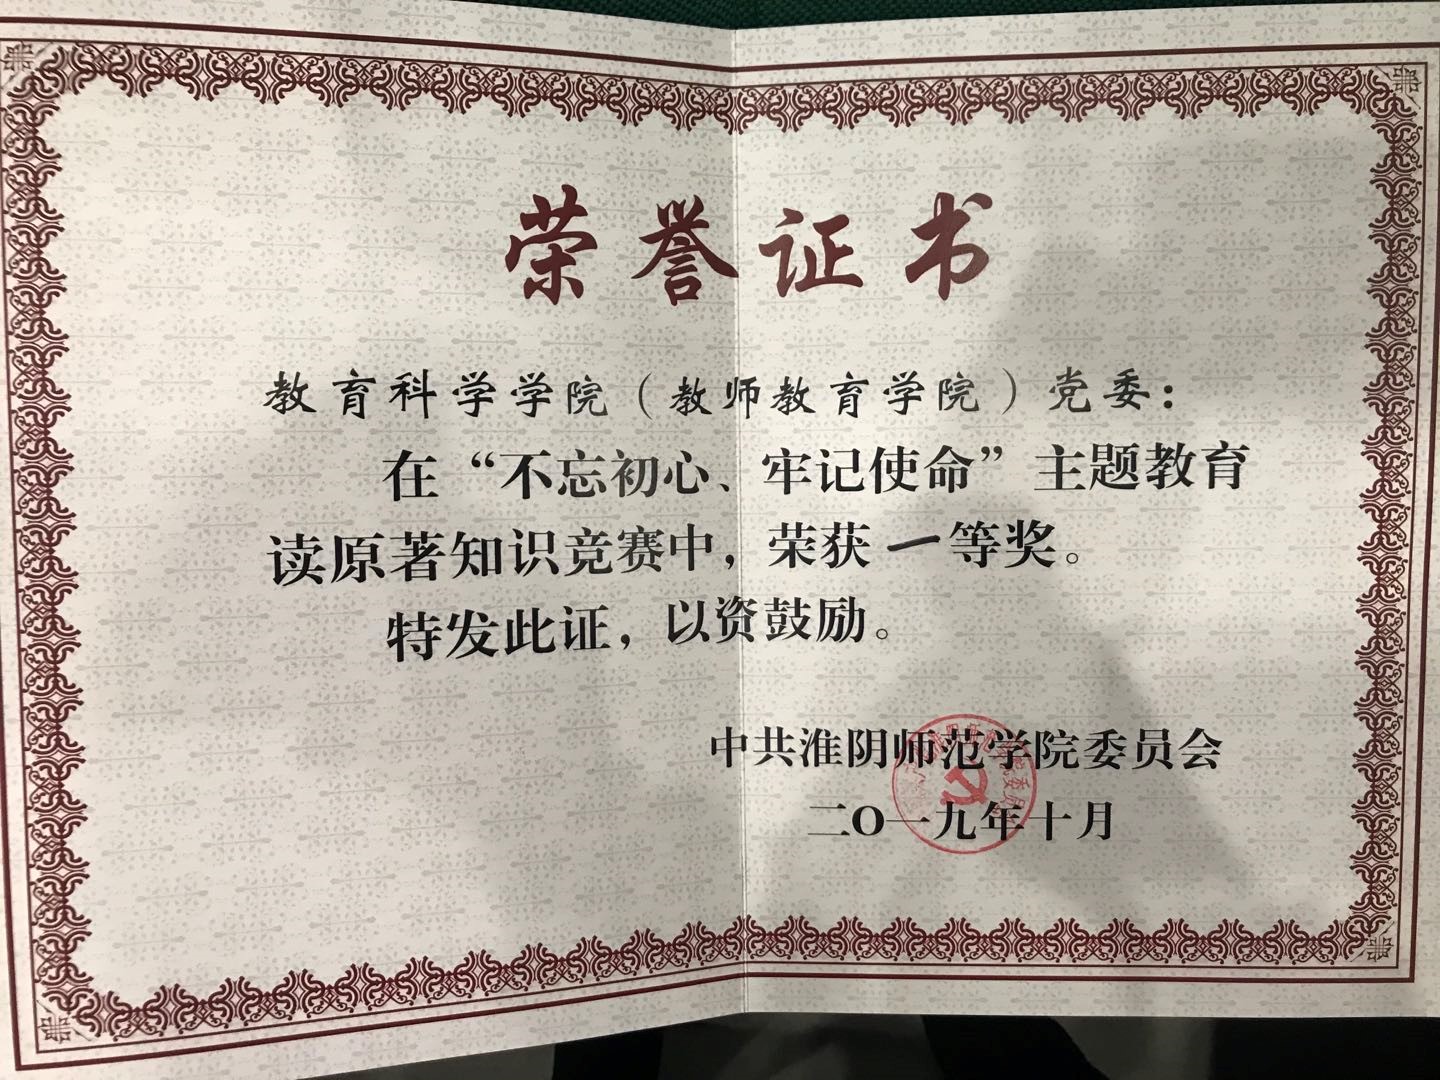 荣誉证书
教育科学学院（教师教育学院）党委：
在“不忘初心、牢记使命”主题教育
读原著知识竞赛中，荣获一等奖。
特发此证，以资鼓励。
中共淮阴师范学院委员会
二O一九年十月